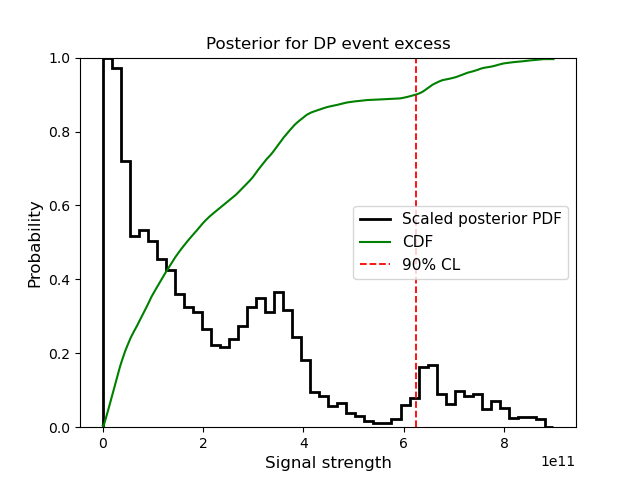 Posterior for DP event excess
Probability
1.0
0.8
0.6
0.4
0.2
0.0
Scaled posterior PDF
CDF
90% CL
0
2
4
6
8
1e11
Signal strength